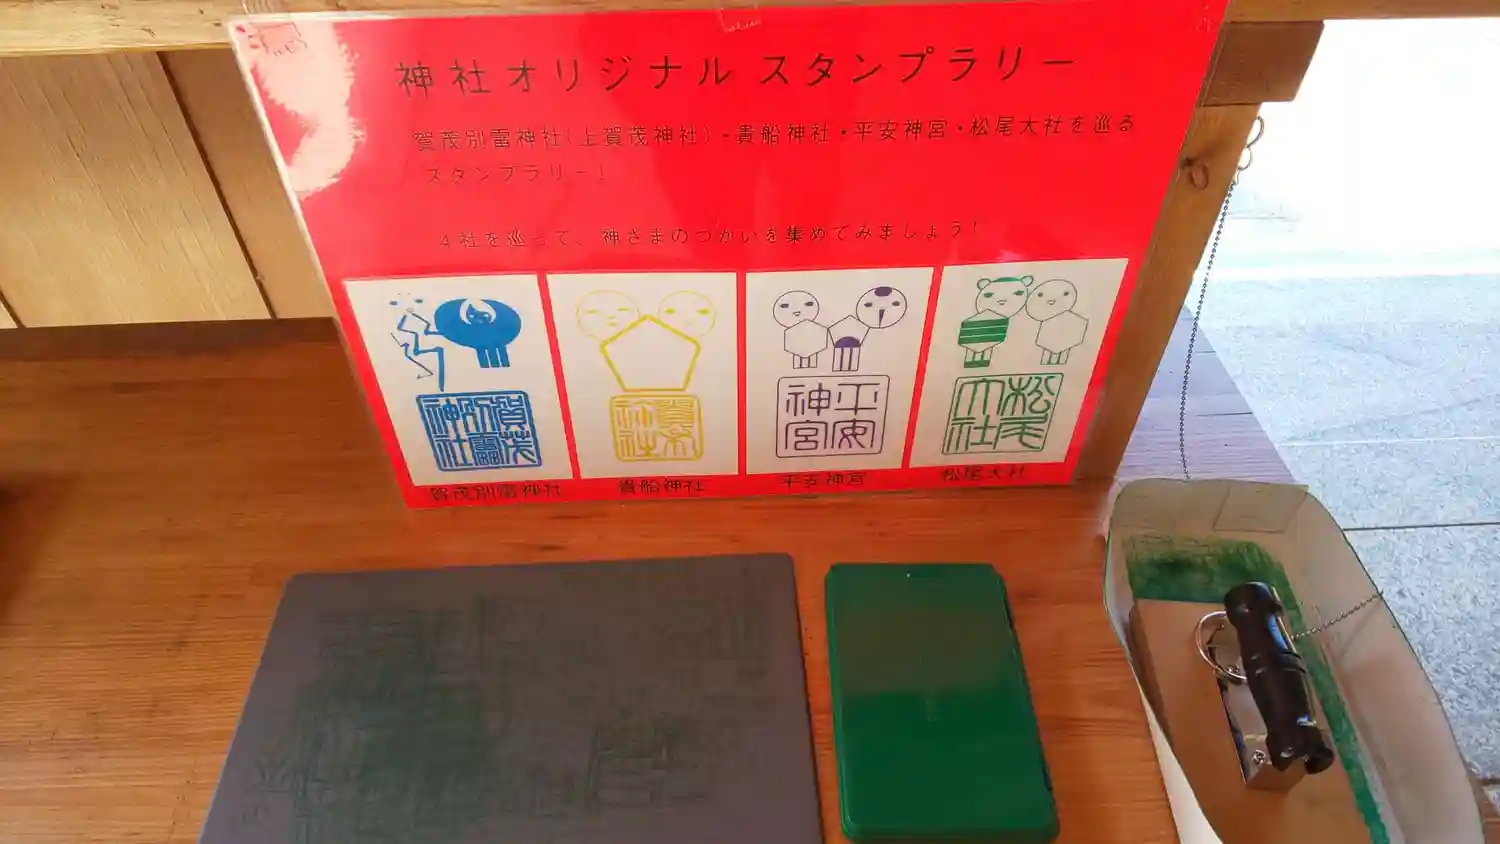 神社オリジナル スタンプラリー
賀茂別雷神社(上賀茂神社)・貴船神社・平安神宮・松尾大社を巡る
スタンプラリー!
4社を巡って、神さまのつかいを集めてみましょう!
賀茂別雷神社
平安神宮
松尾大社
賀茂別雷神社
貴船神社
平安神宮
松尾大社